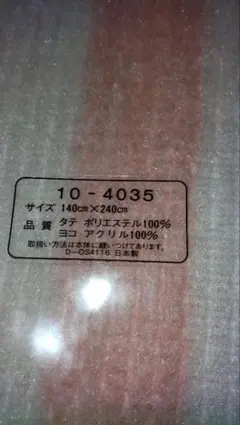 10-4035
サイズ 140cm×240cm
品質 タテ ポリエステル100%
ヨコ アクリル100%
取扱い方法は本体に縫いつけてあります。
D-OS4116 日本製